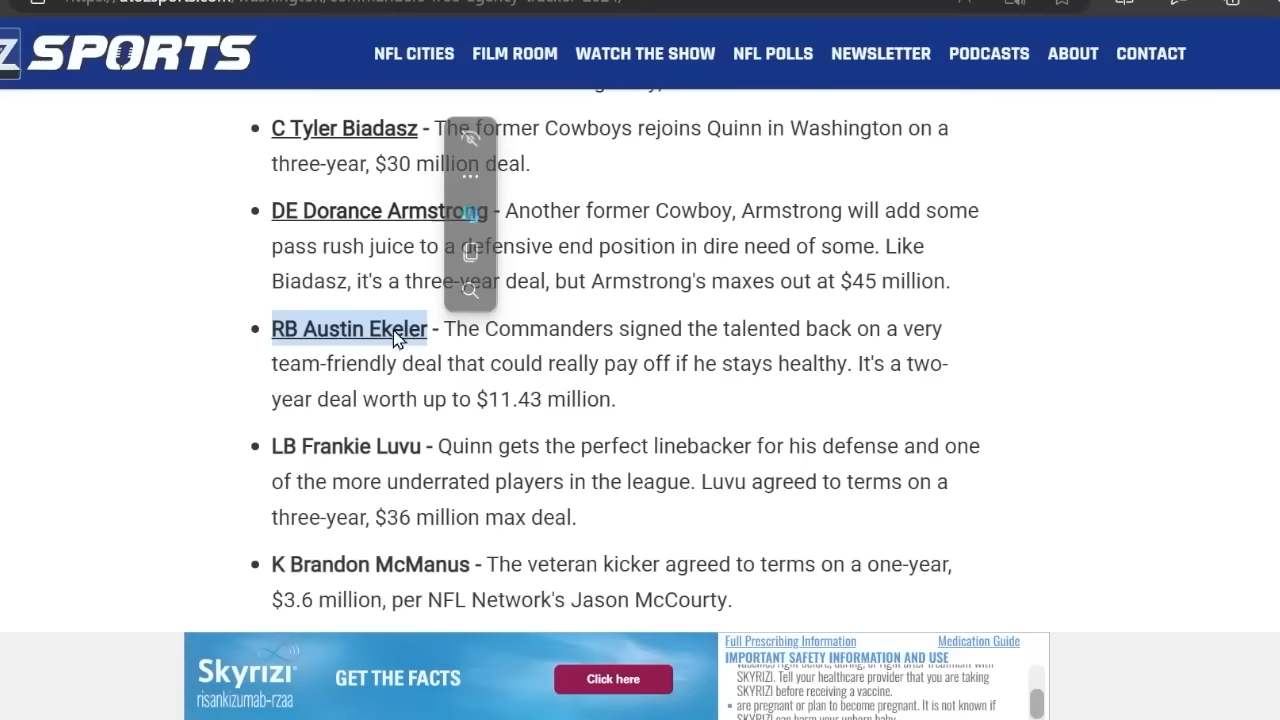 Z SPORTS
NFL CITIES FILM ROOM WATCH THE SHOW NFL POLLS NEWSLETTER PODCASTS ABOUT CONTACT
C Tyler Biadasz - The former Cowboys rejoins Quinn in Washington on a
three-year, $30 million deal.
DE Dorance Armstrong - Another former Cowboy, Armstrong will add some
pass rush juice to a defensive end position in dire need of some. Like
Biadasz, it's a three-year deal, but Armstrong's maxes out at $45 million.
RB Austin Ekeler - The Commanders signed the talented back on a very
team-friendly deal that could really pay off if he stays healthy. It's a two-
year deal worth up to $11.43 million.
LB Frankie Luvu - Quinn gets the perfect linebacker for his defense and one
of the more underrated players in the league. Luvu agreed to terms on a
three-year, $36 million max deal.
K Brandon McManus - The veteran kicker agreed to terms on a one-year,
$3.6 million, per NFL Network's Jason McCourty.
Skyrizi
risankizumab-rzaa
GET THE FACTS
Click here
Full Prescribing Information Medication Guide
IMPORTANT SAFETY INFORMATION AND USE
SKYRIZI. Tell your healthcare provider that you are taking
SKYRIZI before receiving a vaccine.
are pregnant or plan to become pregnant. It is not known if
SKYRIZI can harm your unborn baby